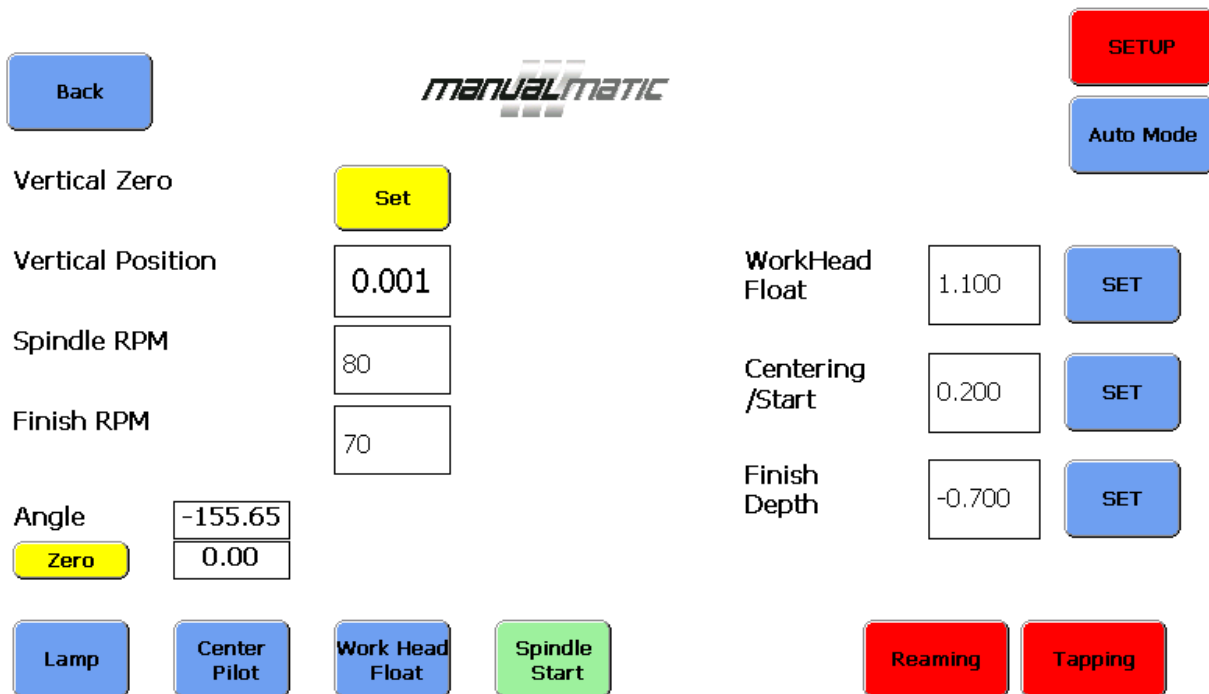 SETUP
Back
manualmatic
Auto Mode
Vertical Zero
Set
Vertical Position
0.001
WorkHead
Float
1.100
SET
Spindle RPM
80
Centering
/Start
0.200
SET
Finish RPM
70
Finish
Depth
-0.700
SET
Angle
-155.65
Zero
0.00
Lamp
Center
Pilot
Work Head
Float
Spindle
Start
Reaming
Tapping